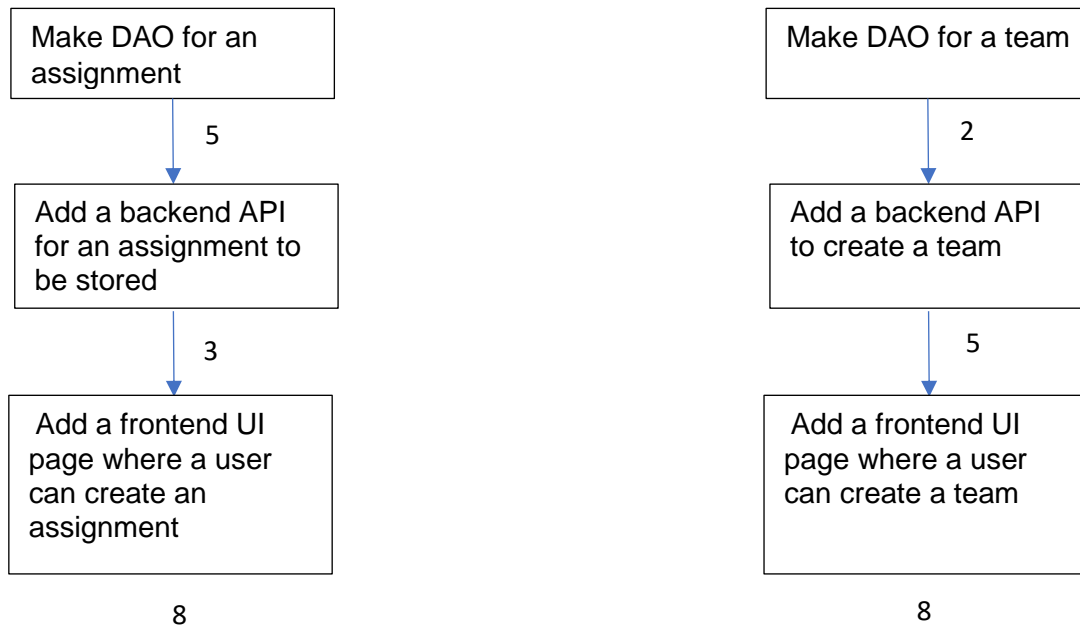 Make DAO for an
assignment
5
Add a backend API
for an assignment to
be stored
3
Add a frontend UI
page where a user
can create an
assignment
8
Make DAO for a team
2
Add a backend API
to create a team
5
Add a frontend UI
page where a user
can create a team
8